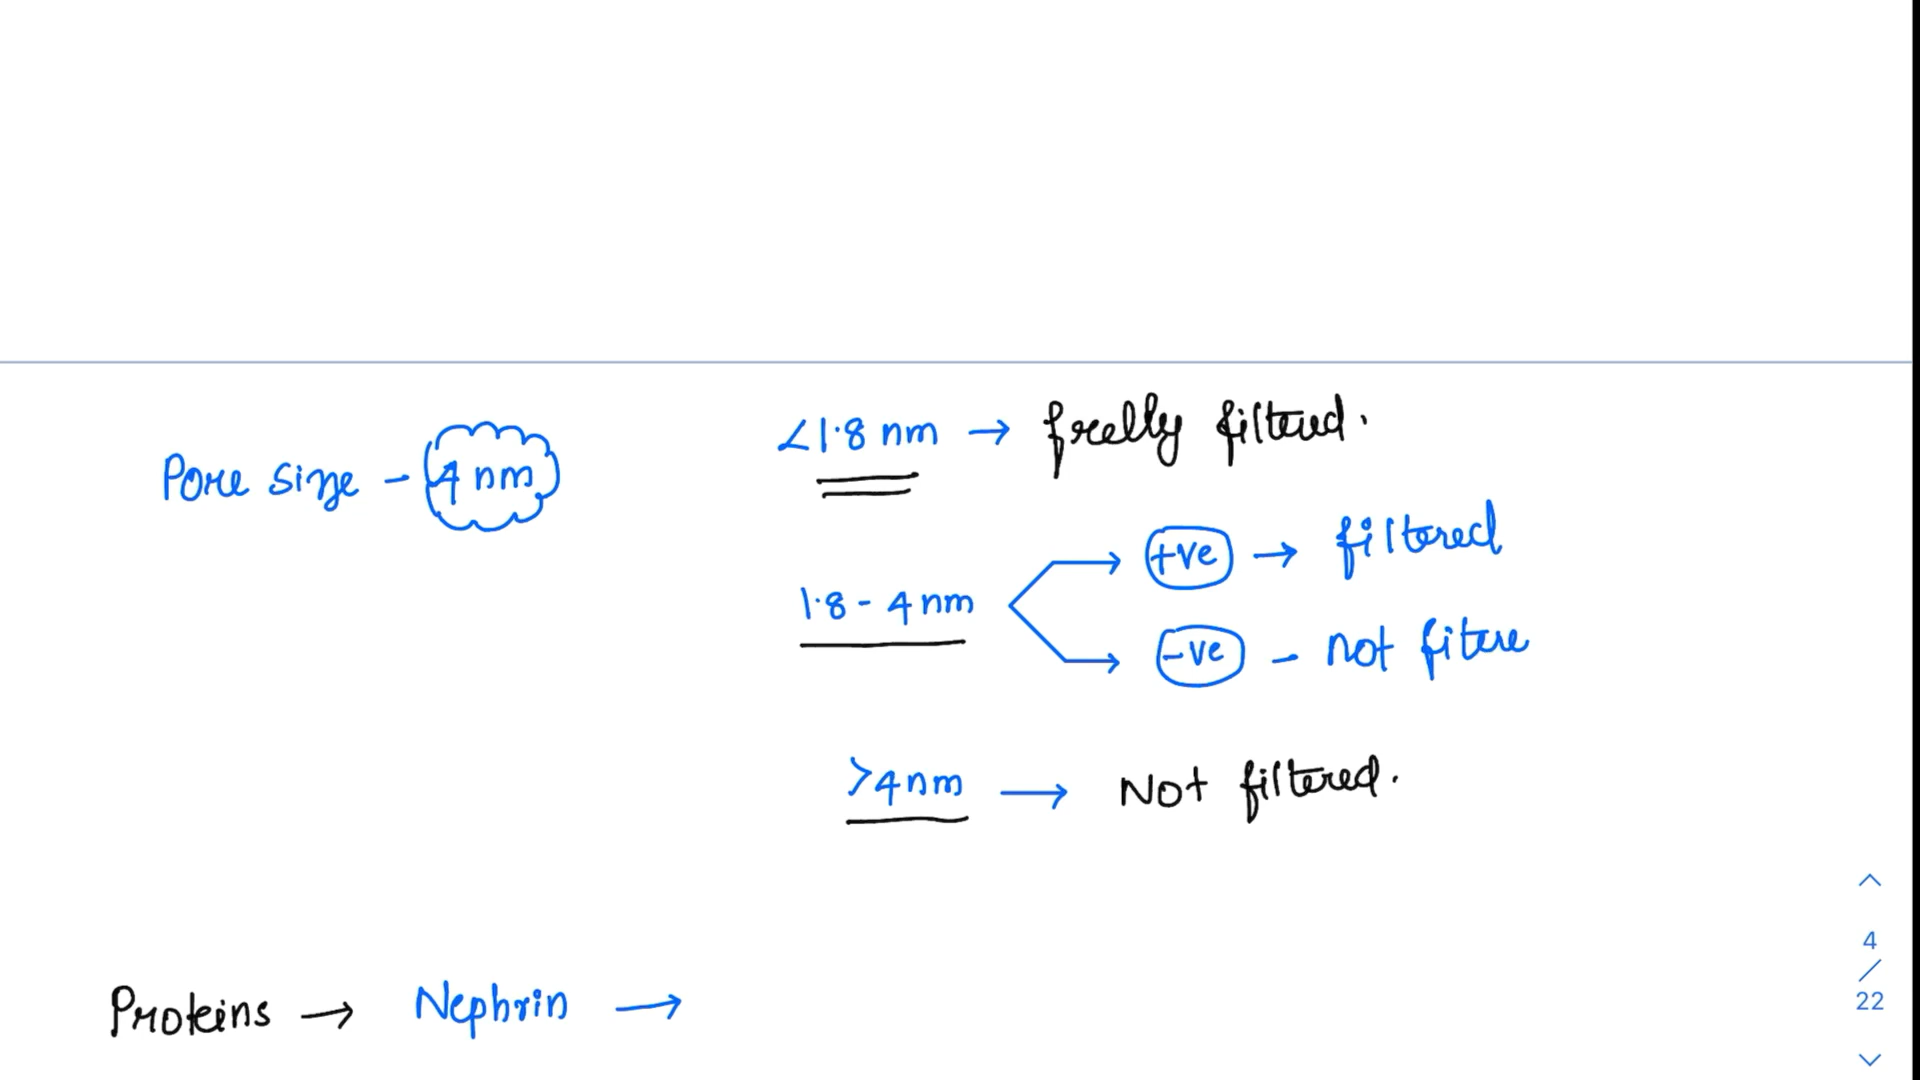 Pore size - 4 nm
<1.8 nm → freely filtered.
1.8 - 4 nm
+ve → filtered
-ve - not fitere
>4nm → Not filtered.
Proteins → Nephrin →
4
/
22